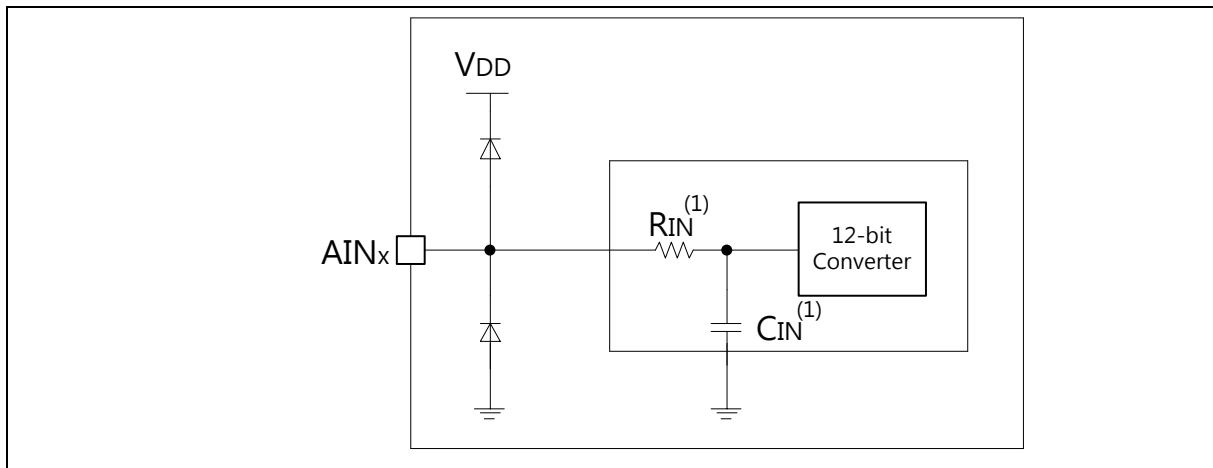 VDD
RIN(1)
AINx
12-bit
Converter
CIN(1)